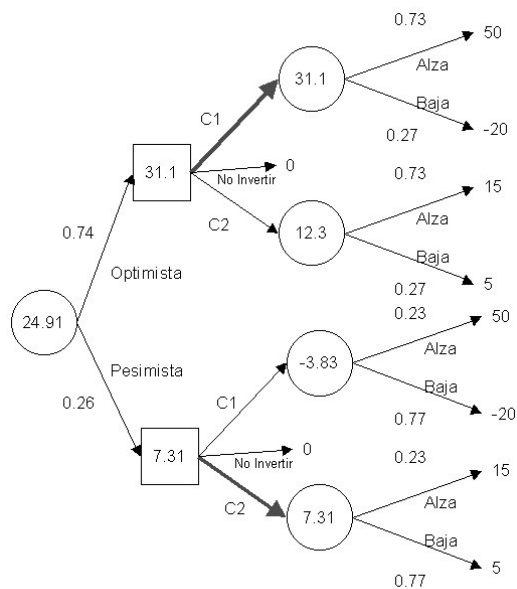 0.73
50
31.1
Alza
Baja
C1
-20
0.27
31.1
0
No Invertir
0.73
15
C2
Alza
0.74
12.3
Baja
Optimista
5
0.27
0.23
50
24.91
Alza
-3.83
Pesimista
Baja
0.26
C1
-20
0.77
0
7.31
No Invertir
0.23
15
C2
Alza
7.31
Baja
5
0.77